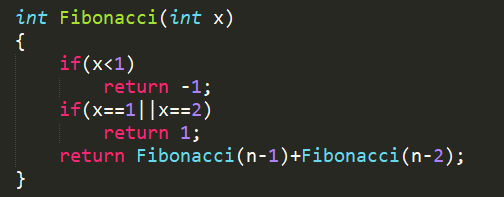 int Fibonacci(int x)
{
    if(x<1)
        return -1;
    if(x==1||x==2)
        return 1;
    return Fibonacci(n-1)+Fibonacci(n-2);
}